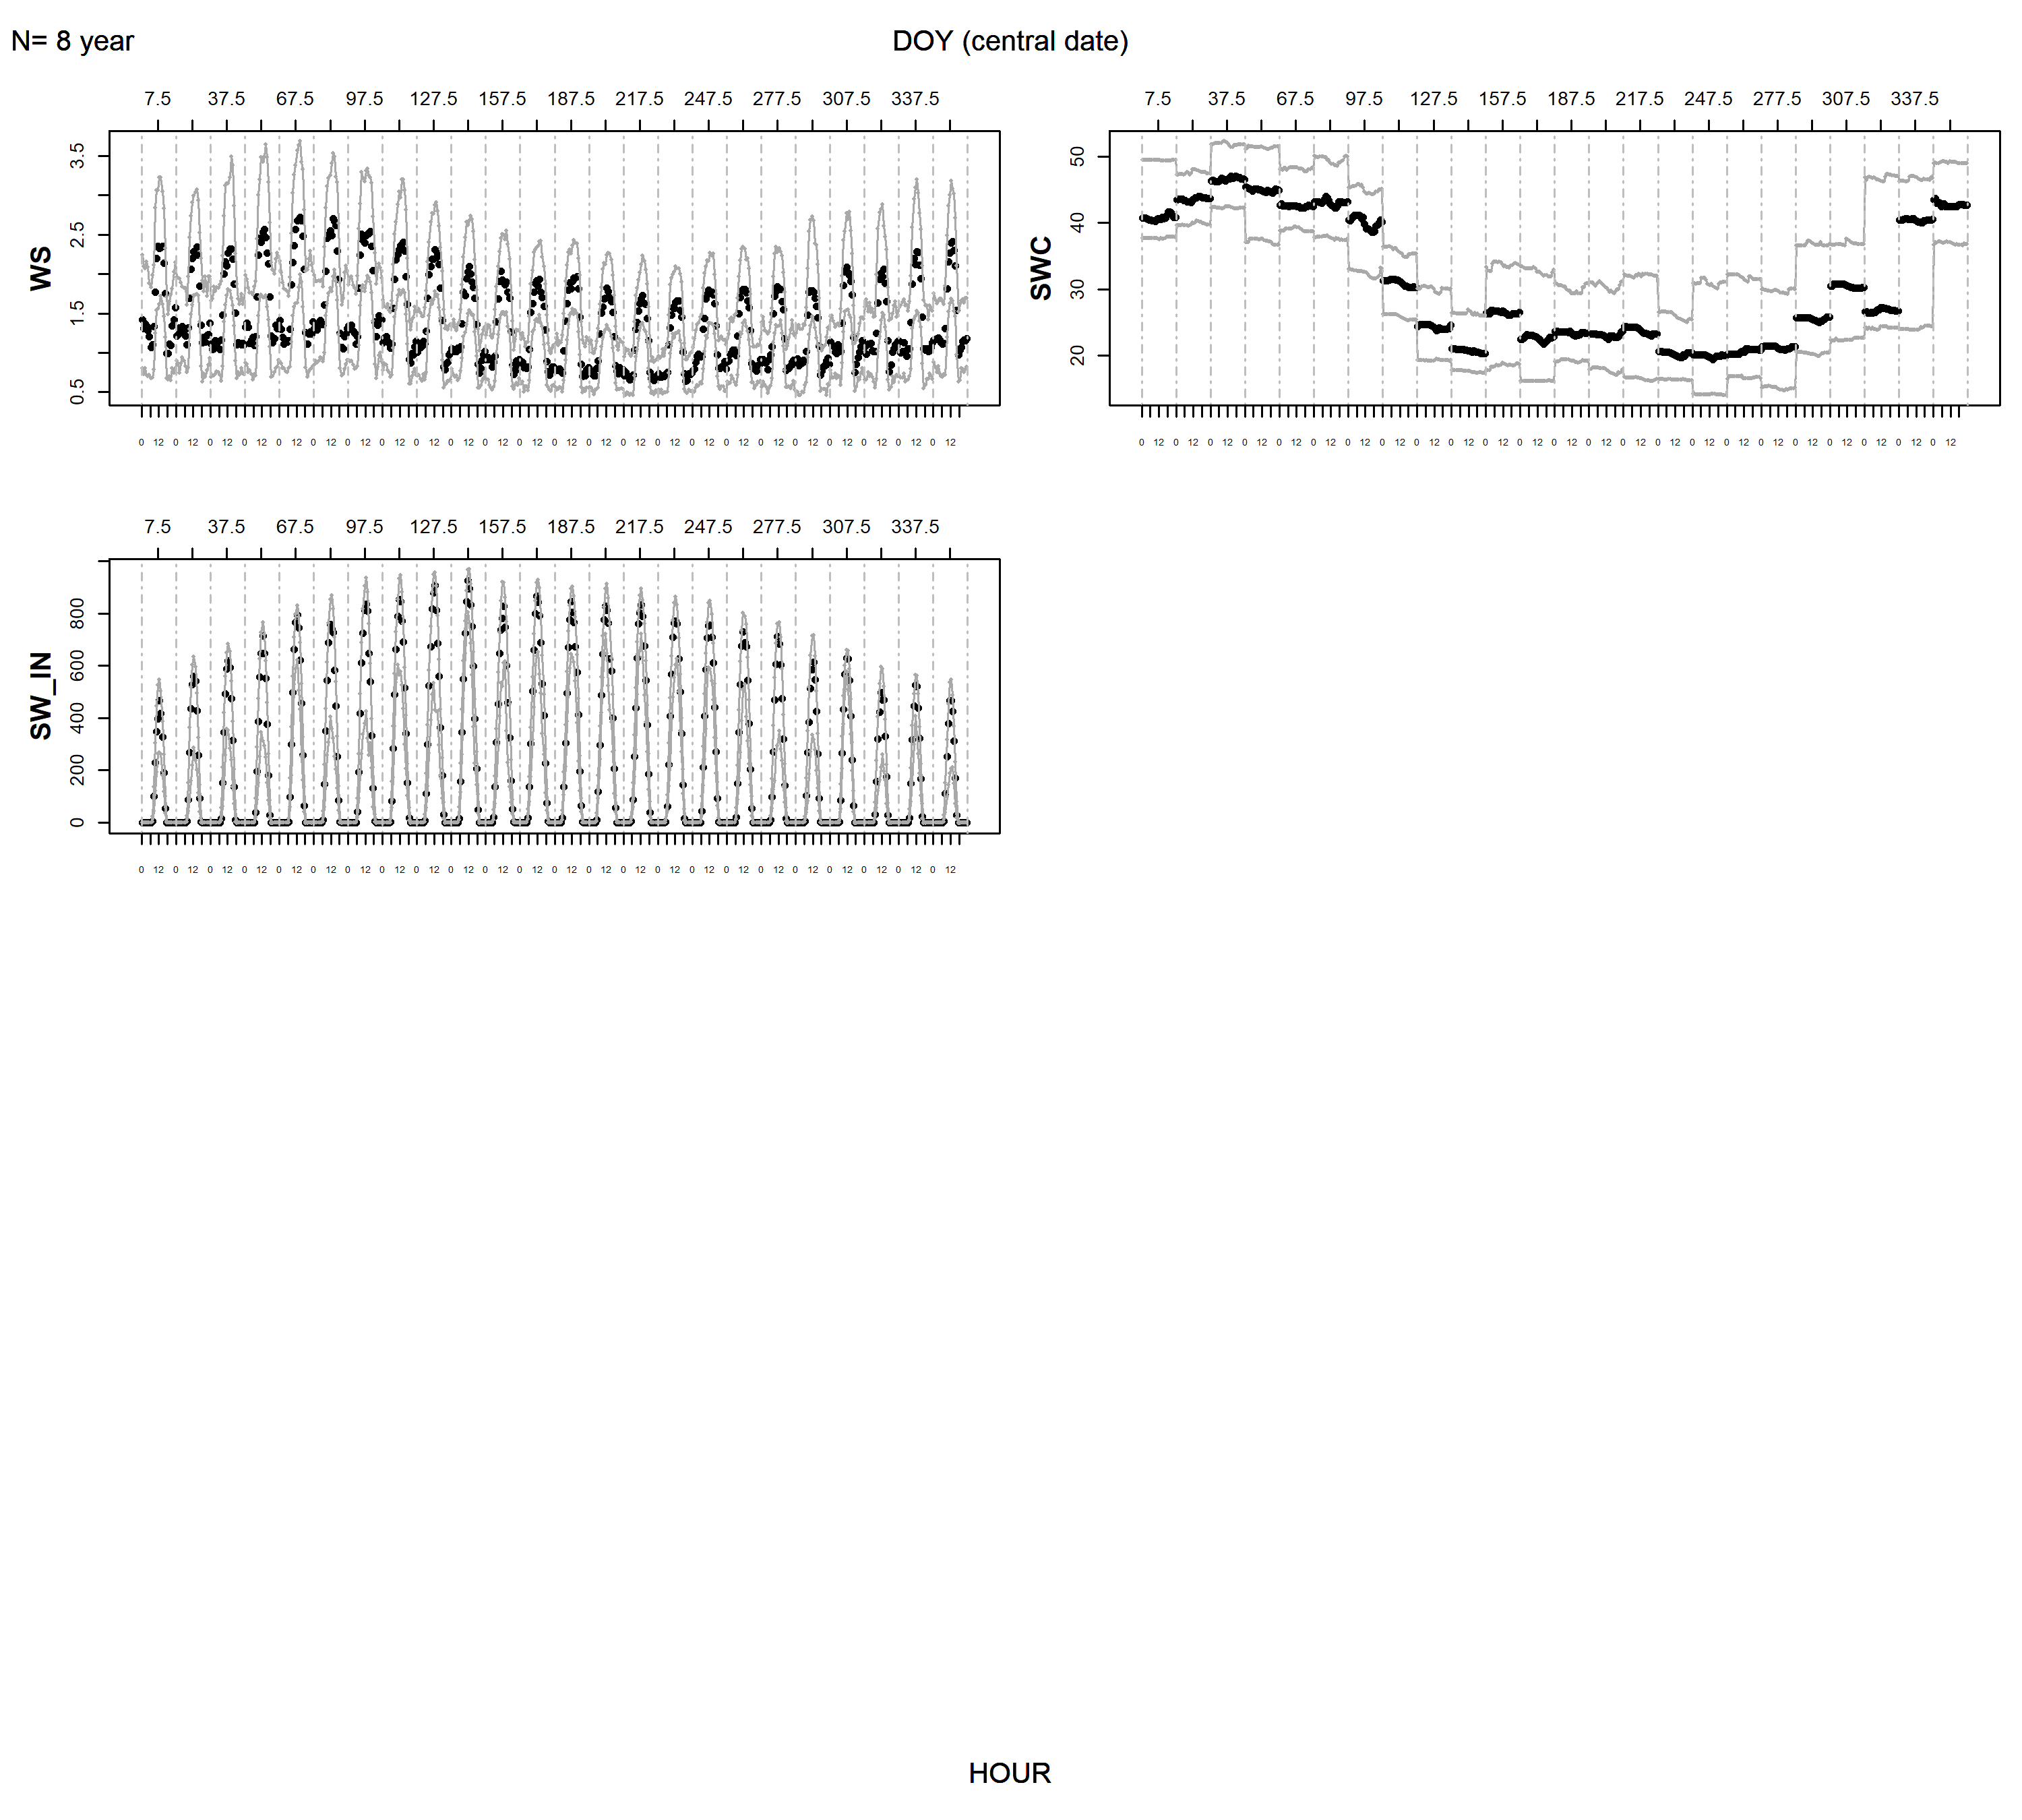 N= 8 year DOY (central date)
7.5 37.5 67.5 97.5 127.5 157.5 187.5 217.5 247.5 277.5 307.5 337.5
WS
3.5
2.5
1.5
0.5
0 12 0 12 0 12 0 12 0 12 0 12 0 12 0 12 0 12 0 12 0 12 0 12 0 12 0 12 0 12 0 12 0 12 0 12 0 12 0 12 0 12 0 12 0 12 0 12
7.5 37.5 67.5 97.5 127.5 157.5 187.5 217.5 247.5 277.5 307.5 337.5
SWC
50
40
30
20
0 12 0 12 0 12 0 12 0 12 0 12 0 12 0 12 0 12 0 12 0 12 0 12 0 12 0 12 0 12 0 12 0 12 0 12 0 12 0 12 0 12 0 12 0 12 0 12
7.5 37.5 67.5 97.5 127.5 157.5 187.5 217.5 247.5 277.5 307.5 337.5
SW_IN
800
600
400
200
0
0 12 0 12 0 12 0 12 0 12 0 12 0 12 0 12 0 12 0 12 0 12 0 12 0 12 0 12 0 12 0 12 0 12 0 12 0 12 0 12 0 12 0 12 0 12 0 12
HOUR